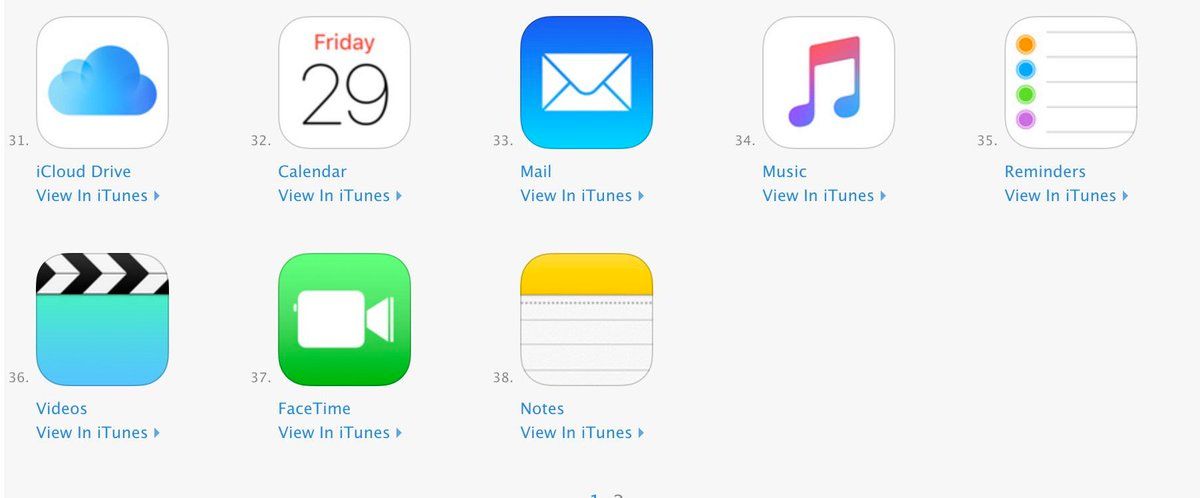 Friday
29
31.
iCloud Drive
View In iTunes
32.
Calendar
View In iTunes
33.
Mail
View In iTunes
34.
Music
View In iTunes
35.
Reminders
View In iTunes
36.
Videos
View In iTunes
37.
FaceTime
View In iTunes
38.
Notes
View In iTunes